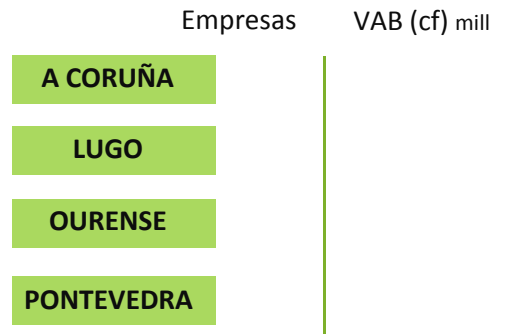 Empresas VAB (cf) mill
A CORUÑA
LUGO
OURENSE
PONTEVEDRA